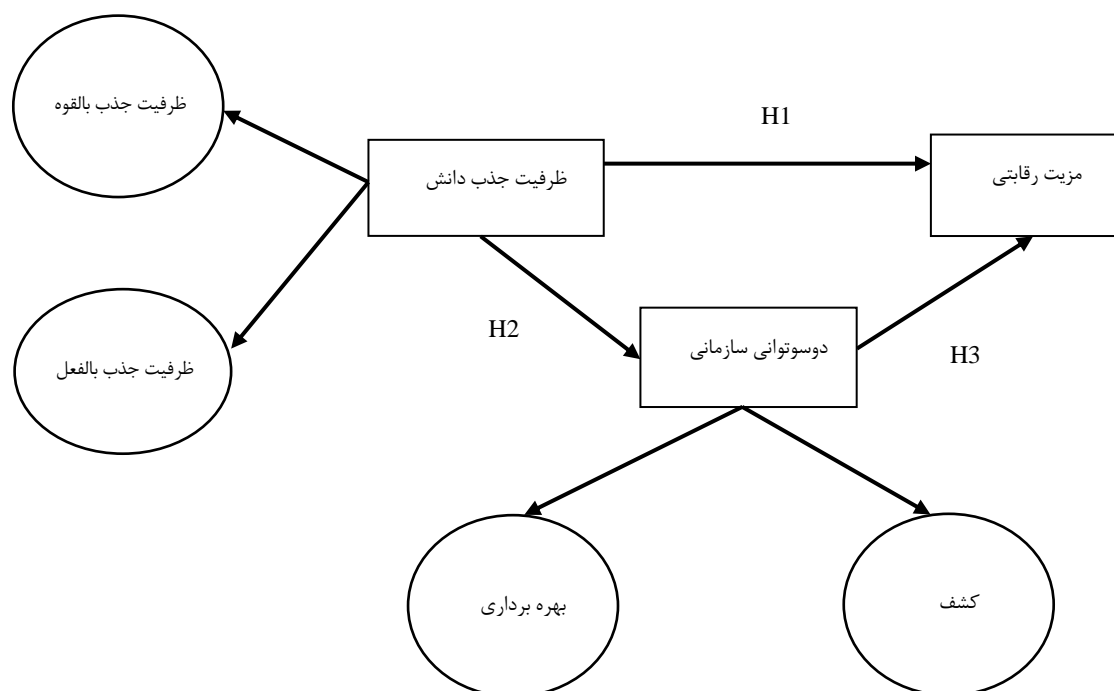 ظرفیت جذب بالقوه
H1
ظرفیت جذب دانش
مزیت رقابتی
H2
دوسوتوانی سازمانی
H3
ظرفیت جذب بالفعل
بهره برداری
کشف